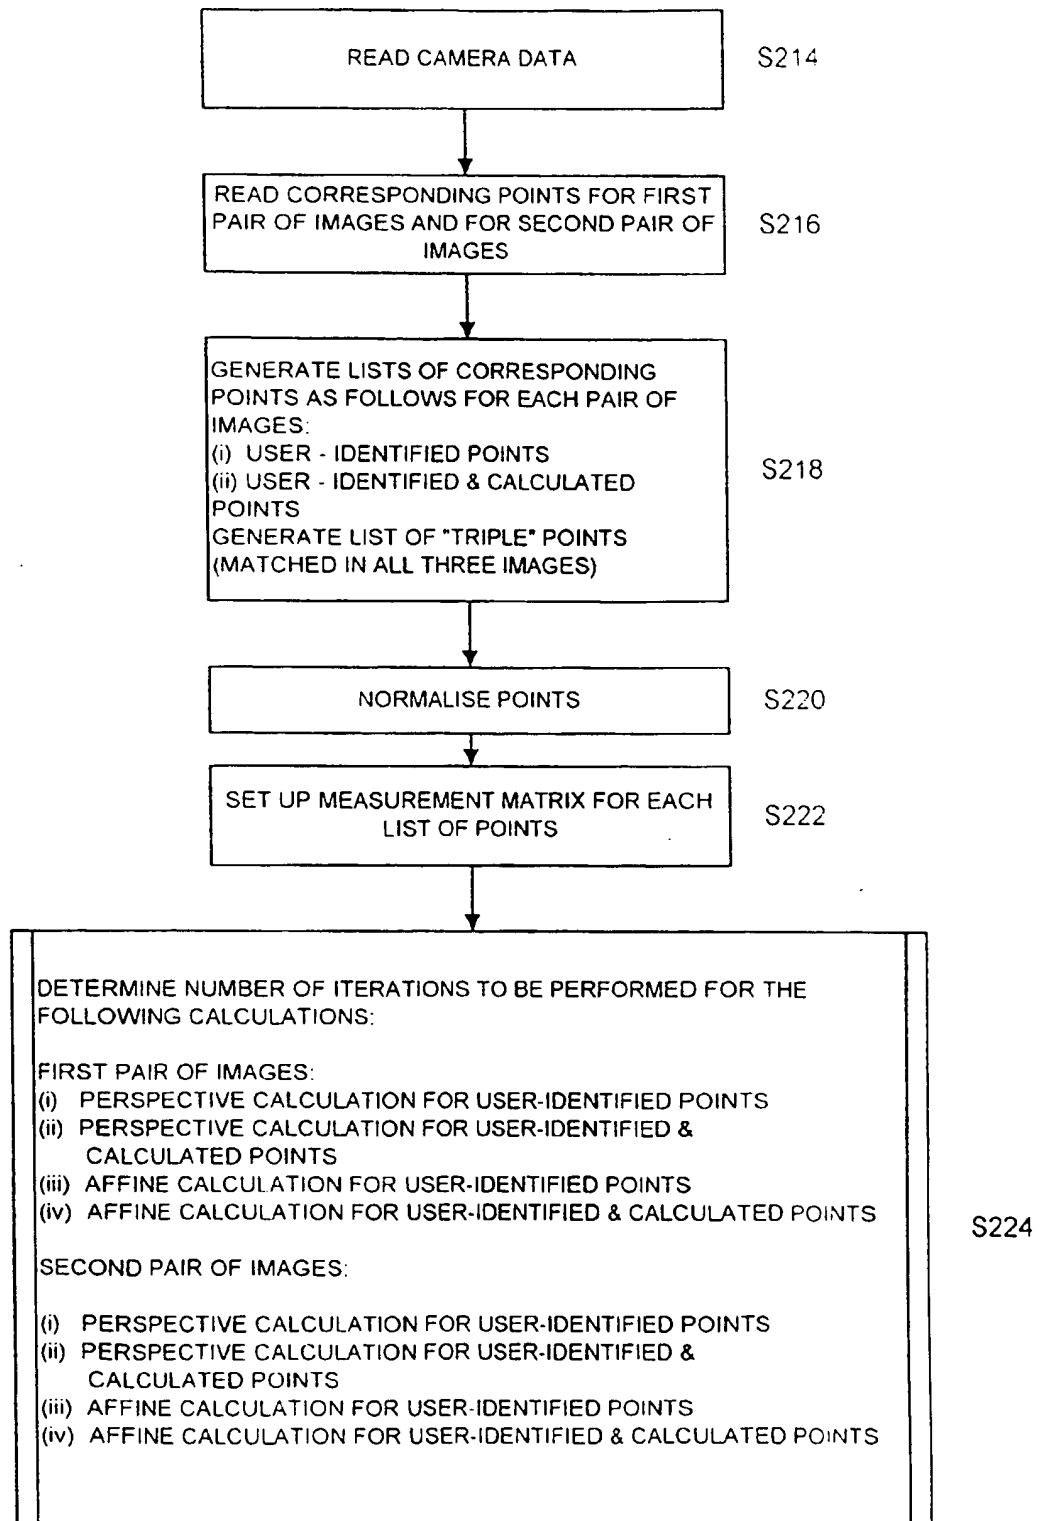 READ CAMERA DATA
S214
READ CORRESPONDING POINTS FOR FIRST
PAIR OF IMAGES AND FOR SECOND PAIR OF
IMAGES
S216
GENERATE LISTS OF CORRESPONDING
POINTS AS FOLLOWS FOR EACH PAIR OF
IMAGES:
(i) USER - IDENTIFIED POINTS
(ii) USER - IDENTIFIED & CALCULATED
POINTS
GENERATE LIST OF "TRIPLE" POINTS
(MATCHED IN ALL THREE IMAGES)
S218
NORMALISE POINTS
S220
SET UP MEASUREMENT MATRIX FOR EACH
LIST OF POINTS
S222
DETERMINE NUMBER OF ITERATIONS TO BE PERFORMED FOR THE
FOLLOWING CALCULATIONS:
FIRST PAIR OF IMAGES:
(i) PERSPECTIVE CALCULATION FOR USER-IDENTIFIED POINTS
(ii) PERSPECTIVE CALCULATION FOR USER-IDENTIFIED &
CALCULATED POINTS
(iii) AFFINE CALCULATION FOR USER-IDENTIFIED POINTS
(iv) AFFINE CALCULATION FOR USER-IDENTIFIED & CALCULATED POINTS
SECOND PAIR OF IMAGES:
(i) PERSPECTIVE CALCULATION FOR USER-IDENTIFIED POINTS
(ii) PERSPECTIVE CALCULATION FOR USER-IDENTIFIED &
CALCULATED POINTS
(iii) AFFINE CALCULATION FOR USER-IDENTIFIED POINTS
(iv) AFFINE CALCULATION FOR USER-IDENTIFIED & CALCULATED POINTS
S224